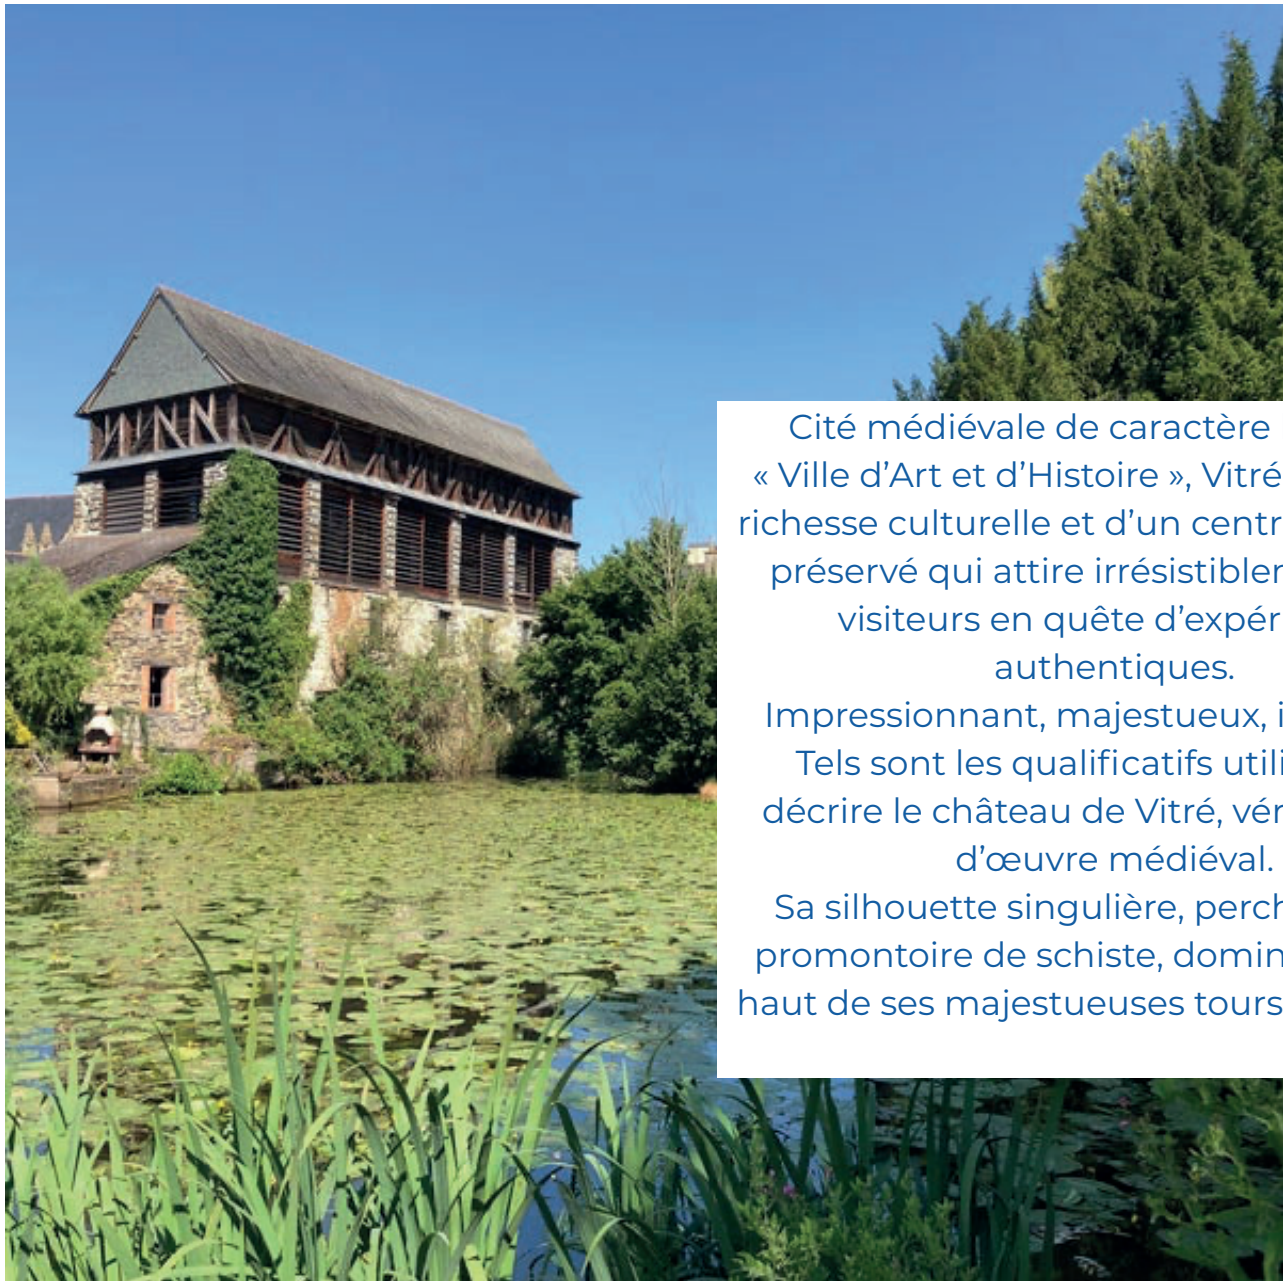 Cité médiévale de caractère
« Ville d’Art et d’Histoire », Vitré
richesse culturelle et d’un centr
préservé qui attire irrésistibler
visiteurs en quête d’expér
authentiques.
Impressionnant, majestueux, i
Tels sont les qualificatifs utili
décrire le château de Vitré, vér
d’œuvre médiéval.
Sa silhouette singulière, perch
promontoire de schiste, domin
haut de ses majestueuses tours